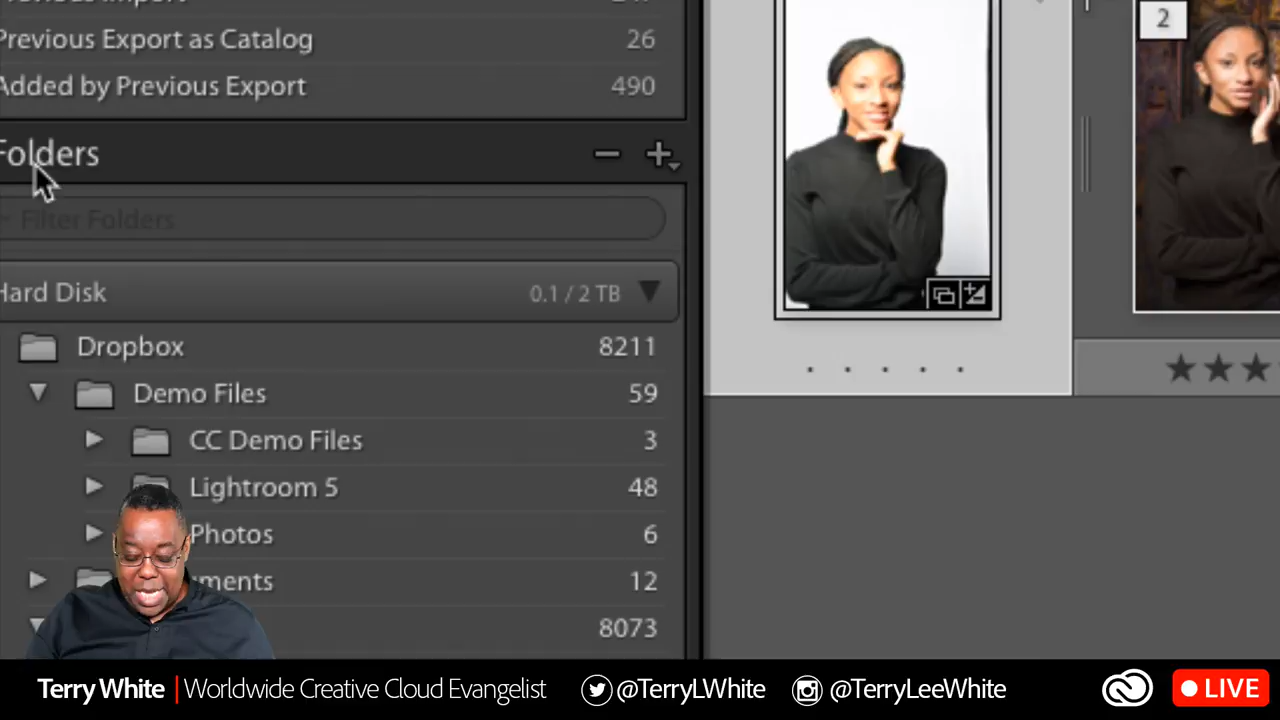 Previous Export as Catalog 26
Added by Previous Export 490
Folders
Filter Folders
Hard Disk 0.1 / 2 TB
Dropbox 8211
Demo Files 59
CC Demo Files 3
Lightroom 5 48
Photos 6
uments 12
8073
2
Terry White | Worldwide Creative Cloud Evangelist @TerryLWhite @TerryLeeWhite LIVE